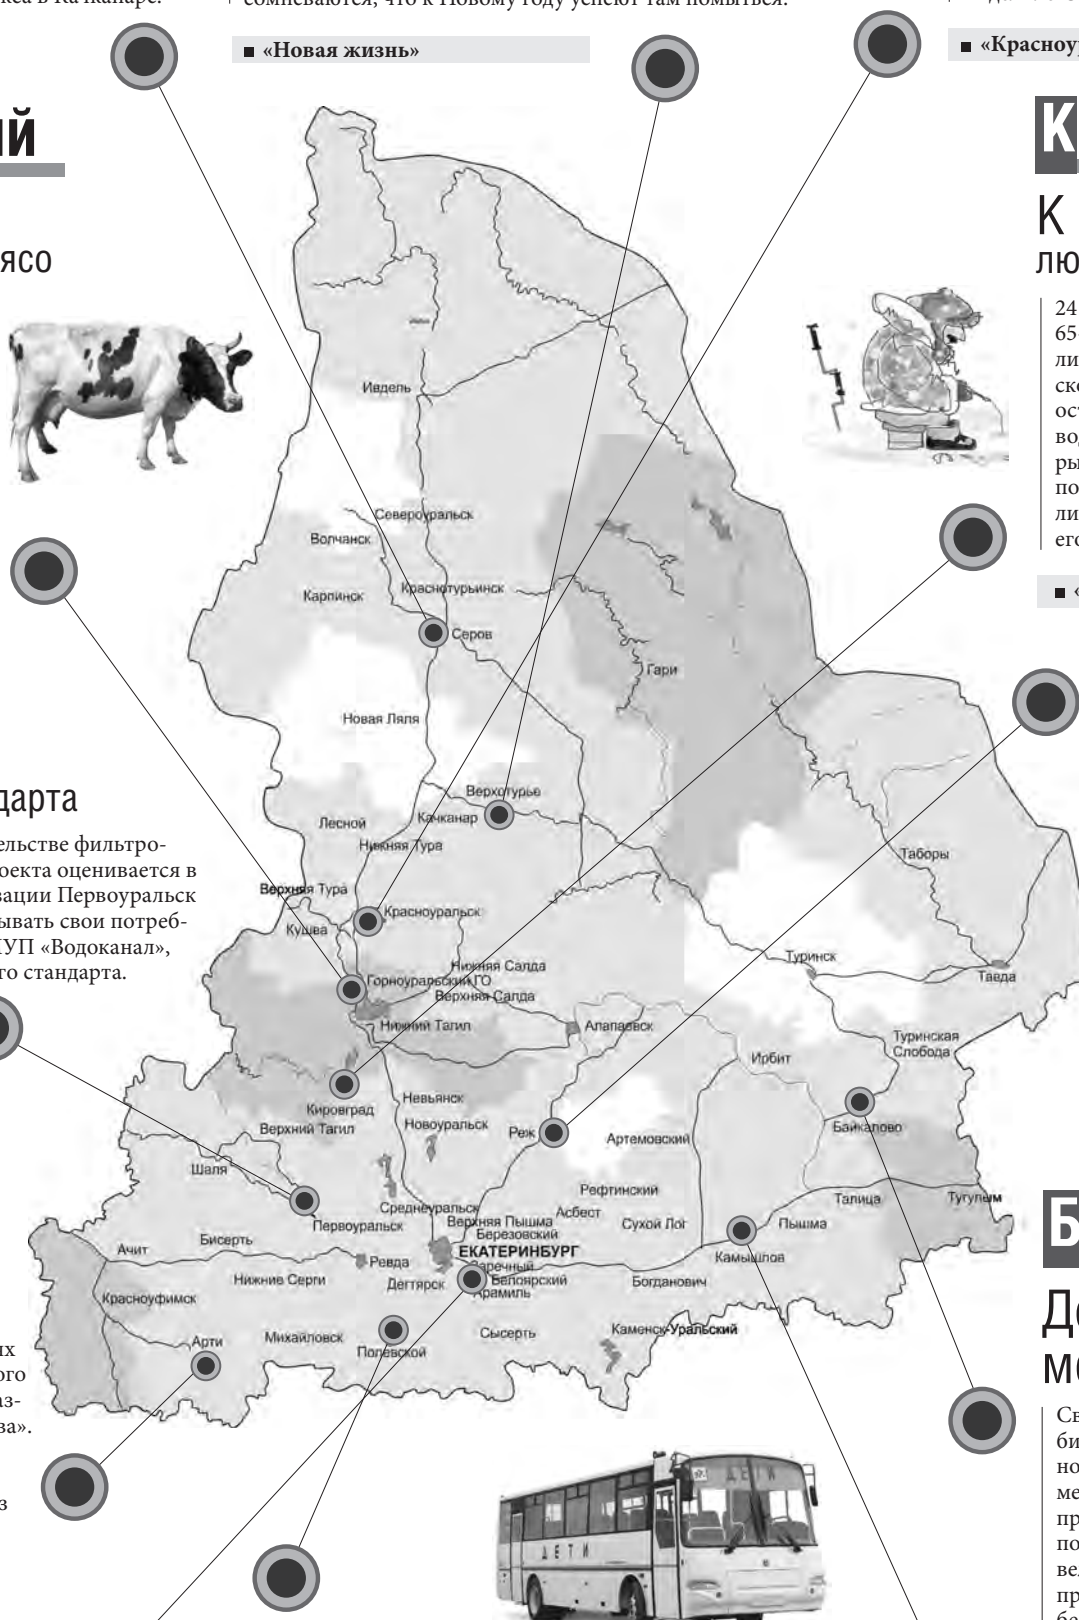 сомневаются, что к Новому году успеют там помыться.
■ «Новая жизнь»
■ «Красноу
ий
ясо
К
К
лю
24
65
ли
ск
ост
во
ры
по
ли
его
■ «
Ивдель
Североуральск
Волчанск
Карпинск
Краснотурьинск
Серов
Гари
Новая Ляля
Верхотурье
Качканар
Лесной
Нижняя Тура
Верхняя Тура
Красноуральск
Кушва
Таборы
Туринск
Тавда
Нижняя Салда
Горноуральский ГО
Верхняя Салда
Нижний Тагил
Алапаевск
Туринская
Слобода
Ирбит
Кировград
Невьянск
Верхний Тагил
Новоуральск
Реж
Артемовский
Байкалово
Шаля
Рефтинский
Талица
Тугулым
Среднеуральск
Асбест
Первоуральск
Верхняя Пышма
Сухой Лог
Пышма
Березовский
Бисерть
Ачит
ЕКАТЕРИНБУРГ
Камышлов
Ревда
Заречный
Нижние Серги
Дегтярск
Белоярский
Богданович
Арамиль
Красноуфимск
Арти
Михайловск
Полевской
Сысерть
Каменск-Уральский
дарта
ельстве фильтро-
роекта оценивается в
зации Первоуральск
ывать свои потреб-
УП «Водоканал»,
го стандарта.
их
ого
аз-
ва».
з
ДЕТИ
ДЕТИ
Б
До
мо
Св
би
но
ме
пр
по
ве
пр